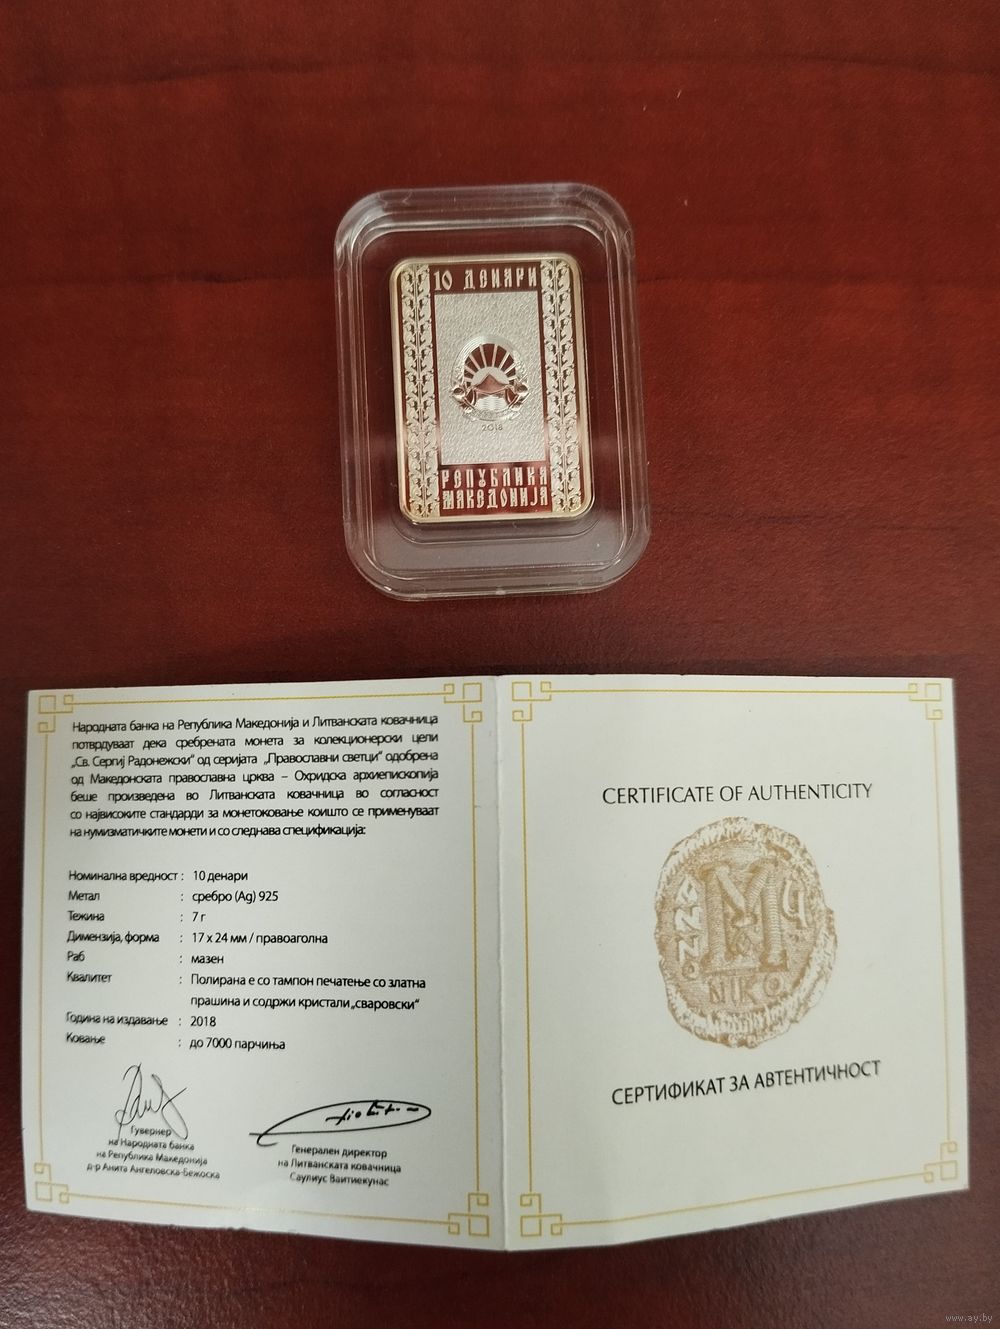 10 ДЕНАРИ
2018
РЕПУБЛИКА
МАКЕДОНИЈА
Народната банка на Република Македонија и Литванската ковачница
потврдуваат дека сребрената монета за колекционерски цели
„Св. Сергиј Радонежски“ од серијата „Православни светци“ одобрена
од Македонската православна црква – Охридска архиепископија
беше произведена во Литванската ковачница во согласност
со највисоките стандарди за монетоковање коишто се применуваат
на нумизматичките монети и со следнава спецификација:
Номинална вредност : 10 денари
Метал : сребро (Ag) 925
Тежина : 7 г
Димензија, форма : 17 x 24 мм / правоаголна
Раб : мазен
Квалитет : Полирана е со тампон печатење со златна
прашина и содржи кристали „сваровски“
Година на издавање : 2018
Ковање : до 7000 парчиња
Гувернер
на Народната банка
на Република Македонија
д-р Анита Ангеловска-Бежоска
Генерален директор
на Литванската ковачница
Саулиус Ваитиекунас
CERTIFICATE OF AUTHENTICITY
М
NIKO
СЕРТИФИКАТ ЗА АВТЕНТИЧНОСТ
www.ay.by